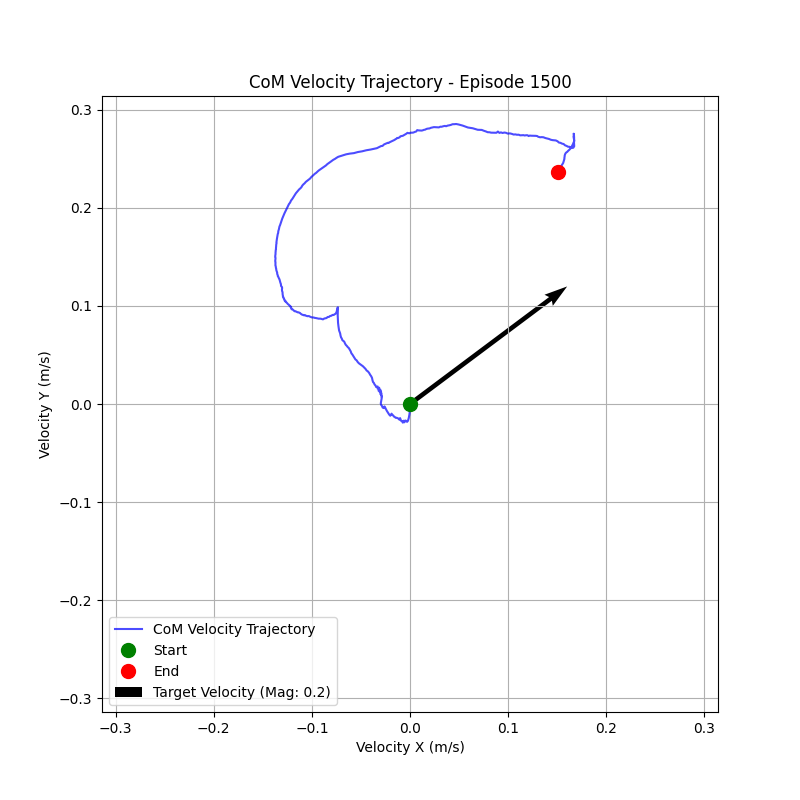 CoM Velocity Trajectory - Episode 1500
0.3
0.2
0.1
0.0
−0.1
−0.2
−0.3
Velocity Y (m/s)
CoM Velocity Trajectory
Start
End
Target Velocity (Mag: 0.2)
−0.3 −0.2 −0.1 0.0 0.1 0.2 0.3
Velocity X (m/s)